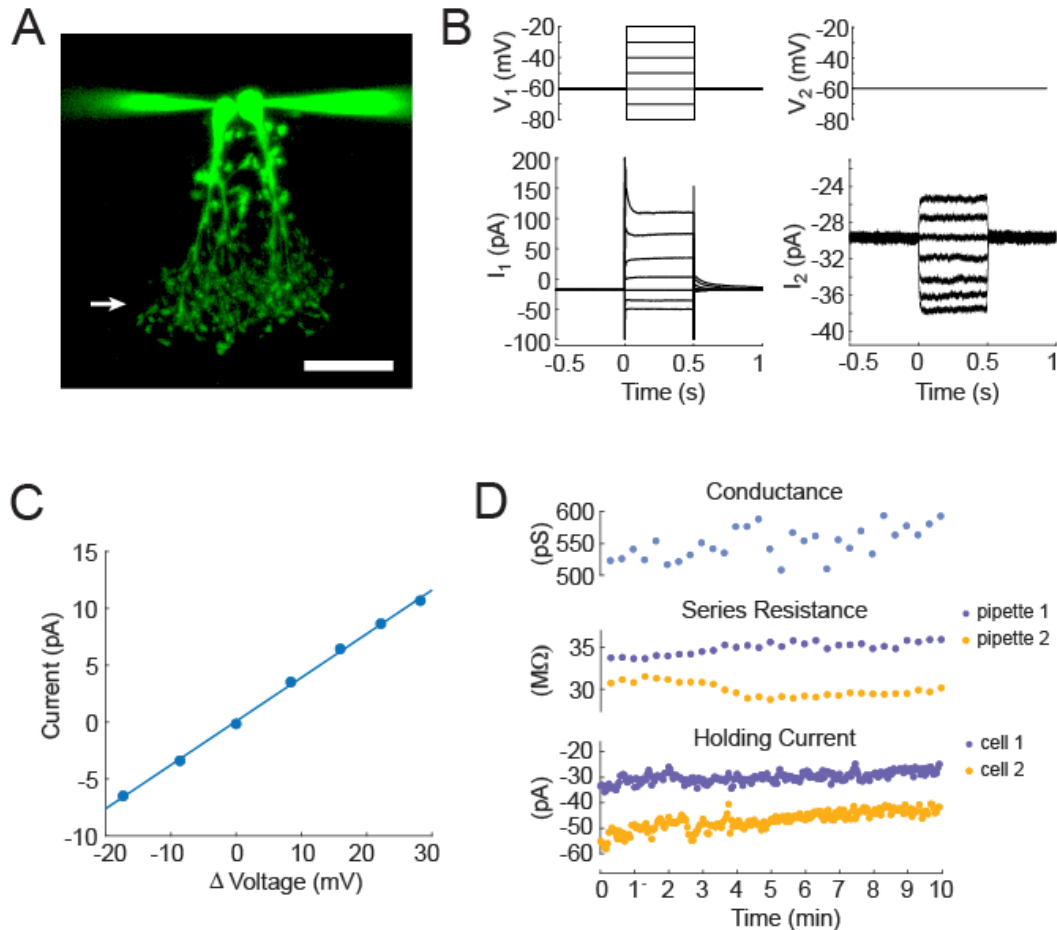 A
B
V1 (mV)
-20
-40
-60
-80
V2 (mV)
-20
-40
-60
-80
I1 (pA)
200
150
100
50
0
-50
-100
-0.5 0 0.5 1
Time (s)
I2 (pA)
-24
-28
-32
-36
-40
-0.5 0 0.5 1
Time (s)
C
Current (pA)
15
10
5
0
-5
-10
-20 -10 0 10 20 30
Δ Voltage (mV)
D
Conductance
(pS)
600
550
500
Series Resistance
(MΩ)
35
30
pipette 1
pipette 2
Holding Current
(pA)
-20
-30
-40
-50
-60
cell 1
cell 2
0 1 2 3 4 5 6 7 8 9 10
Time (min)